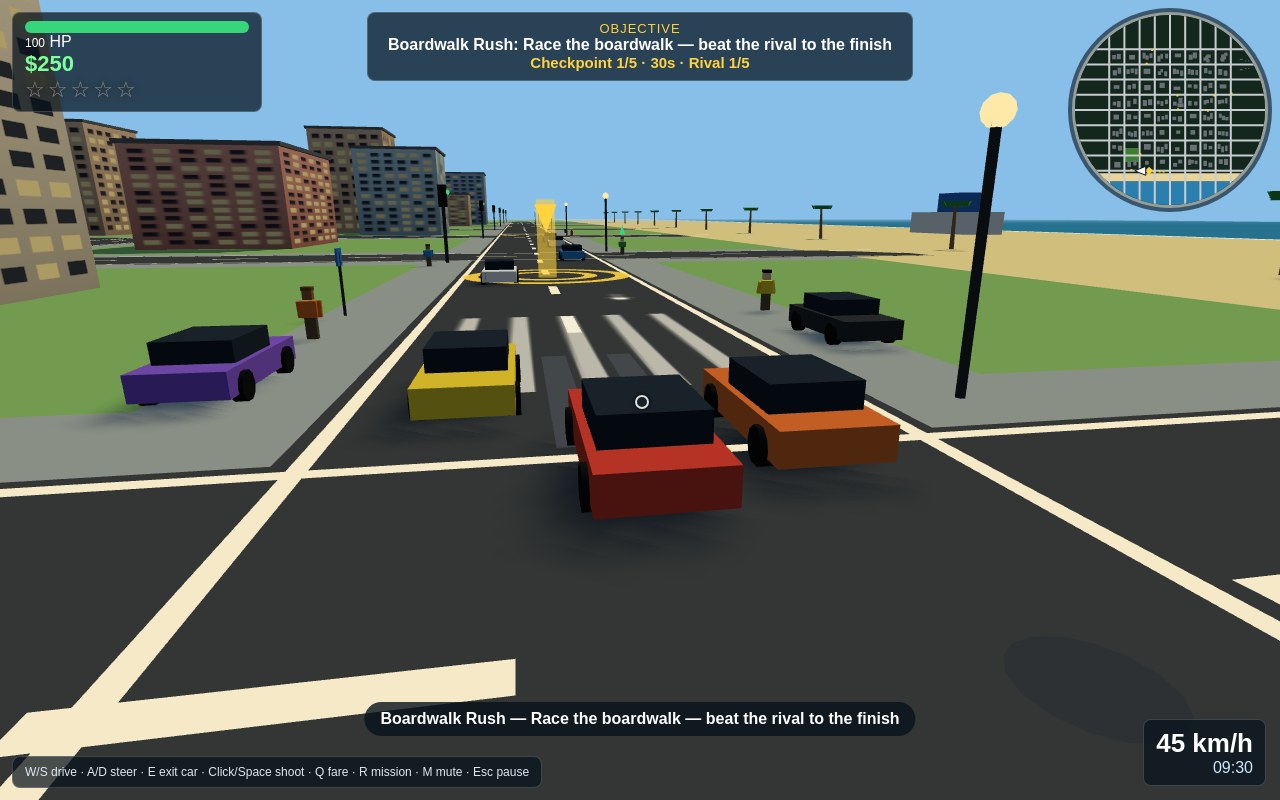 100 HP
$250
☆☆☆☆☆
OBJECTIVE
Boardwalk Rush: Race the boardwalk — beat the rival to the finish
Checkpoint 1/5 · 30s · Rival 1/5
Boardwalk Rush — Race the boardwalk — beat the rival to the finish
W/S drive · A/D steer · E exit car · Click/Space shoot · Q fare · R mission · M mute · Esc pause
45 km/h
09:30